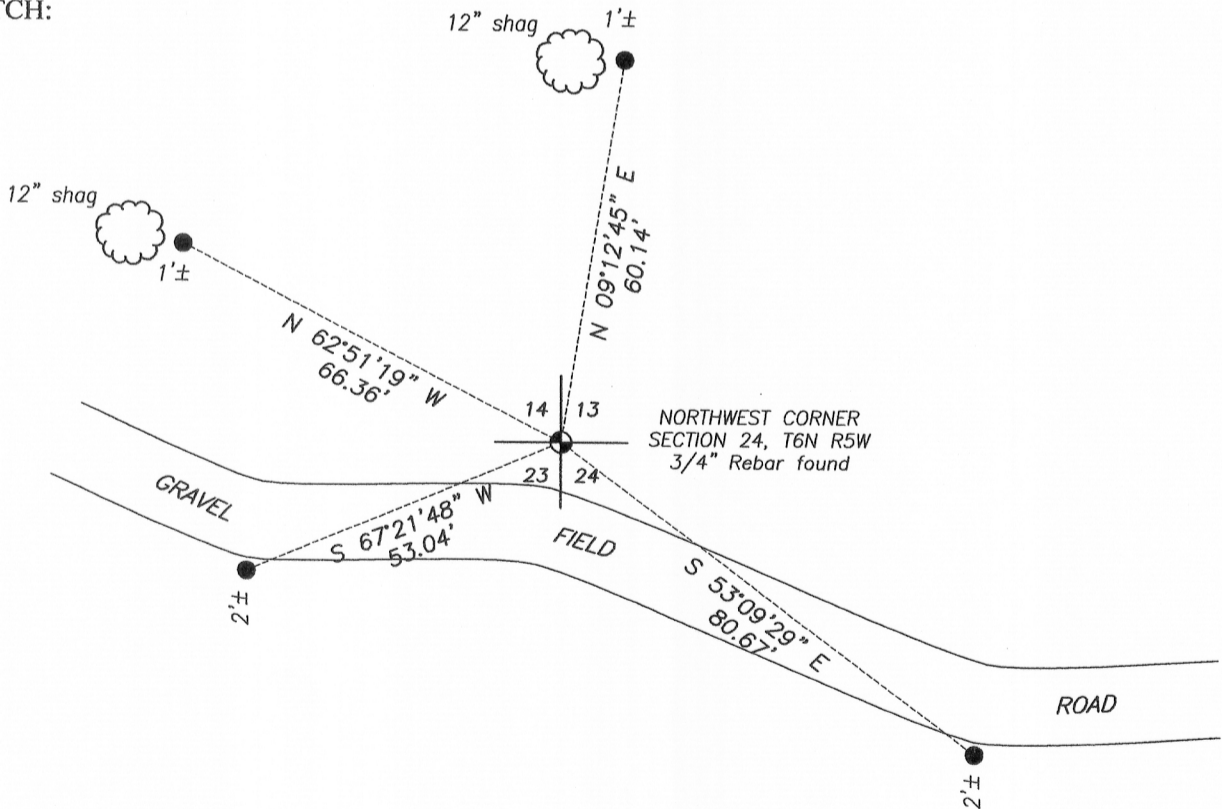 TCH:
12" shag
1'±
12" shag
1'±
N 09°12'45" E
60.14'
N 62°51'19" W
66.36'
14 13
23 24
NORTHWEST CORNER
SECTION 24, T6N R5W
3/4" Rebar found
GRAVEL
FIELD
ROAD
S 67°21'48" W
53.04'
S 53°09'29" E
80.67'
2'±
2'±